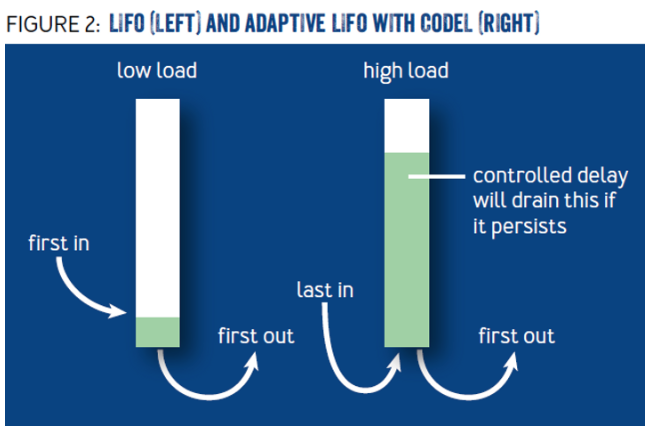 FIGURE 2: LIFO (LEFT) AND ADAPTIVE LIFO WITH CODEL (RIGHT)
low load
high load
controlled delay
will drain this if
it persists
first in
last in
first out
first out